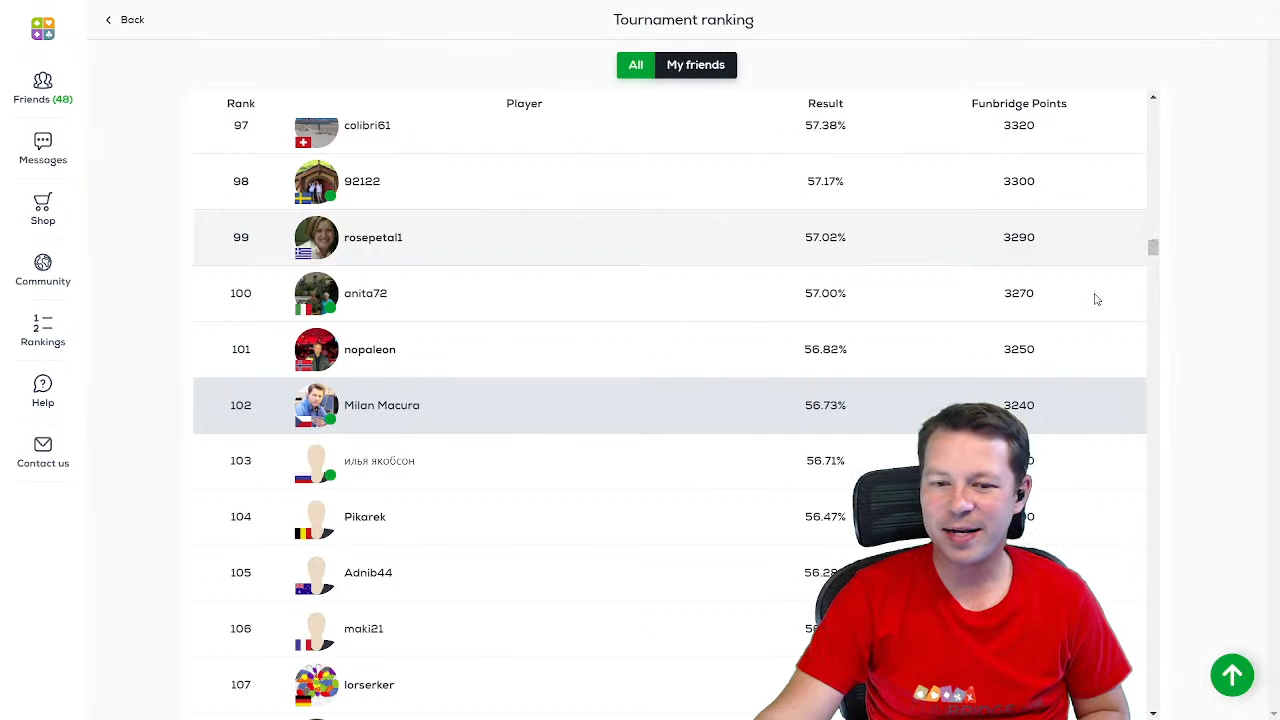 Back
Tournament ranking
All
My friends
Friends (48)
Messages
Shop
Community
1
2
Rankings
Help
Contact us
Rank Player Result Funbridge Points
97 colibri61 57.38% 3320
98 92122 57.17% 3300
99 rosepetal1 57.02% 3290
100 anita72 57.00% 3270
101 nopaleon 56.82% 3250
102 Milan Macura 56.73% 3240
103 илья якобсон 56.71%
104 Pikarek 56.47%
105 Adnib44
106 maki21
107 lorserker